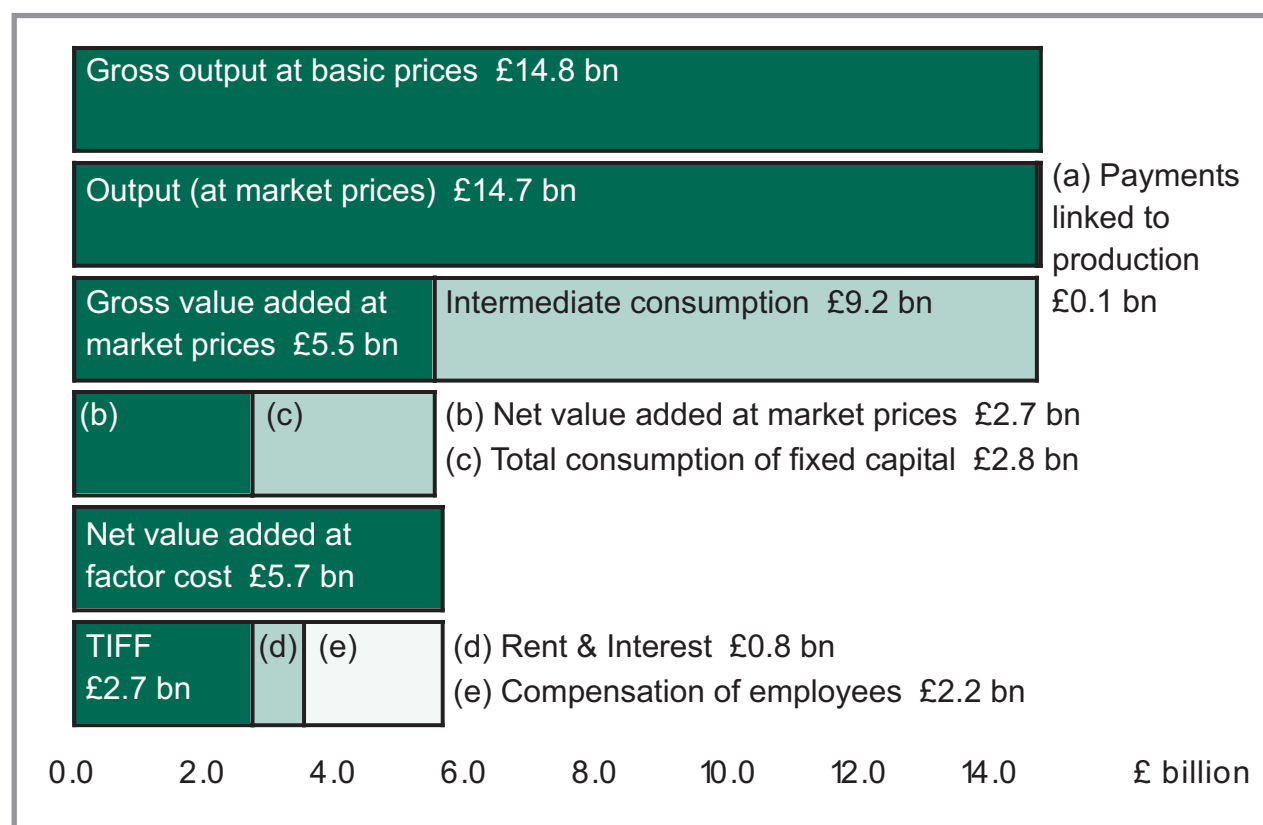 Gross output at basic prices £14.8 bn
Output (at market prices) £14.7 bn
(a) Payments
linked to
production
£0.1 bn
Gross value added at
market prices £5.5 bn
Intermediate consumption £9.2 bn
(b)
(c)
(b) Net value added at market prices £2.7 bn
(c) Total consumption of fixed capital £2.8 bn
Net value added at
factor cost £5.7 bn
TIFF
£2.7 bn
(d)
(e)
(d) Rent & Interest £0.8 bn
(e) Compensation of employees £2.2 bn
0.0 2.0 4.0 6.0 8.0 10.0 12.0 14.0 £ billion